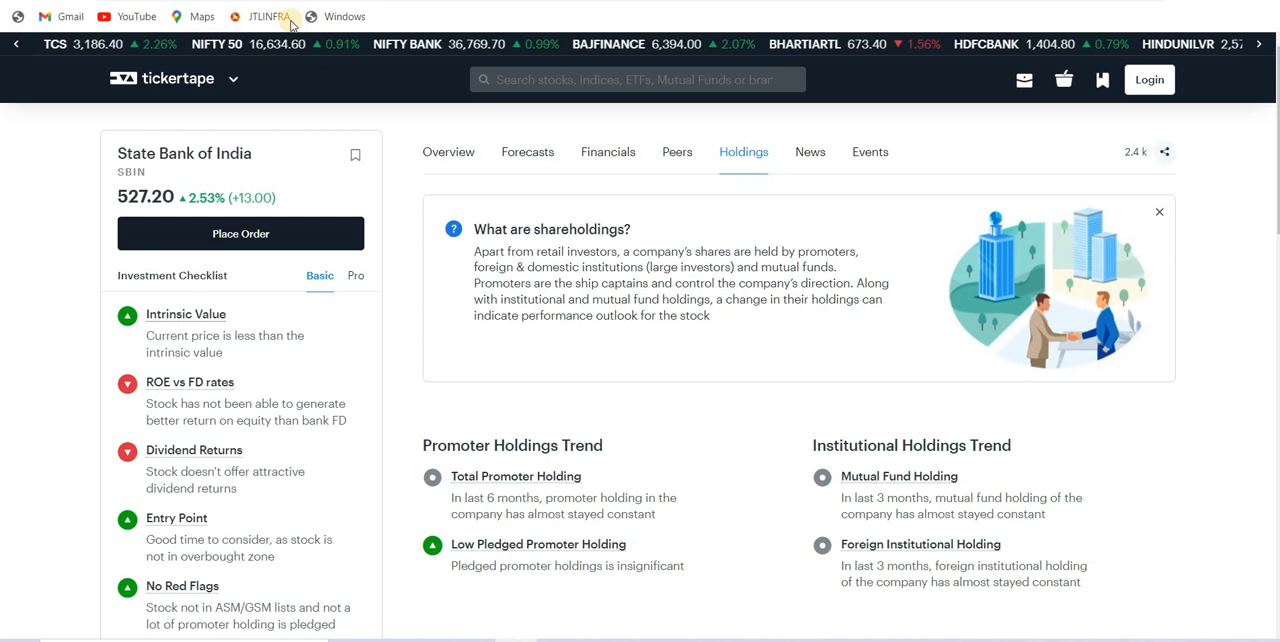 Gmail YouTube Maps JTLINFRA Windows
TCS 3,186.40 ▲ 2.26% NIFTY 50 16,634.60 ▲ 0.91% NIFTY BANK 36,769.70 ▲ 0.99% BAJFINANCE 6,394.00 ▲ 2.07% BHARTIARTL 673.40 ▼ 1.56% HDFCBANK 1,404.80 ▲ 0.79% HINDUNILVR
tickertape Search stocks, indices, ETFs, Mutual Funds or brar Login
State Bank of India
SBIN
527.20 ▲ 2.53% (+13.00)
Place Order
Investment Checklist Basic Pro
Intrinsic Value
Current price is less than the
intrinsic value
ROE vs FD rates
Stock has not been able to generate
better return on equity than bank FD
Dividend Returns
Stock doesn't offer attractive
dividend returns
Entry Point
Good time to consider, as stock is
not in overbought zone
No Red Flags
Stock not in ASM/GSM lists and not a
lot of promoter holding is pledged
Overview Forecasts Financials Peers Holdings News Events 2.4 k
? What are shareholdings?
Apart from retail investors, a company's shares are held by promoters,
foreign & domestic institutions (large investors) and mutual funds.
Promoters are the ship captains and control the company's direction. Along
with institutional and mutual fund holdings, a change in their holdings can
indicate performance outlook for the stock
Promoter Holdings Trend
Total Promoter Holding
In last 6 months, promoter holding in the
company has almost stayed constant
Low Pledged Promoter Holding
Pledged promoter holdings is insignificant
Institutional Holdings Trend
Mutual Fund Holding
In last 3 months, mutual fund holding of the
company has almost stayed constant
Foreign Institutional Holding
In last 3 months, foreign institutional holding
of the company has almost stayed constant